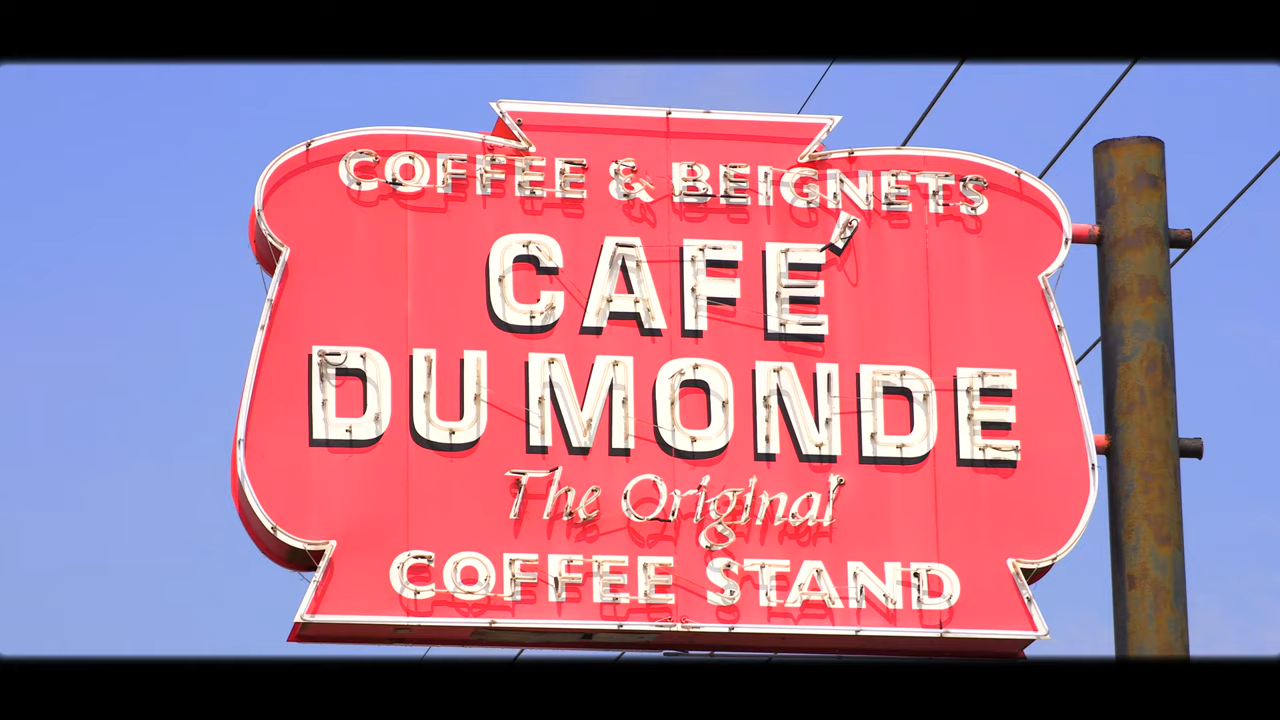 COFFEE & BEIGNETS
CAFÉ
DU MONDE
The Original
COFFEE STAND